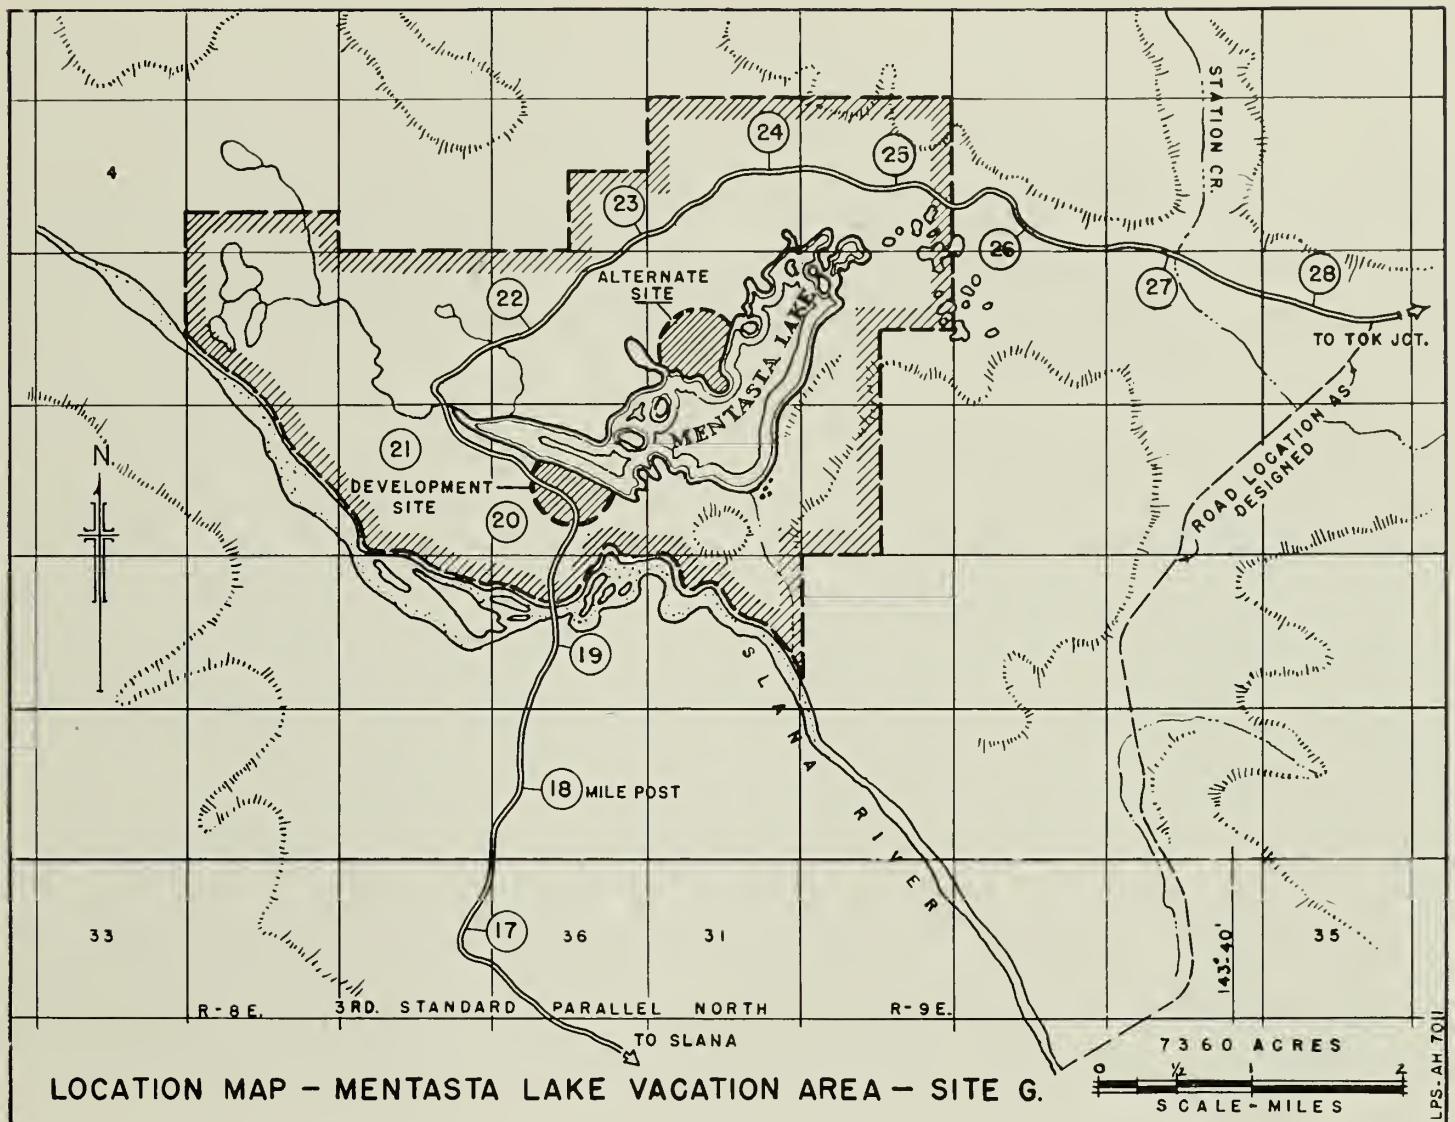 STATION CR.
24
25
4
23
26
28
27
22
ALTERNATE
SITE
TO TOK JCT.
MENTASTA LAKE
ROAD LOCATION AS
DESIGNED
21
N
DEVELOPMENT
SITE
20
19
SLANA RIVER
18 MILE POST
17
33
36
31
35
143°-40'
R-8E.
3RD. STANDARD PARALLEL NORTH
R-9E.
TO SLANA
7360 ACRES
0 ½ 1 2
SCALE-MILES
LOCATION MAP - MENTASTA LAKE VACATION AREA - SITE G.
LPS-AH. 7011